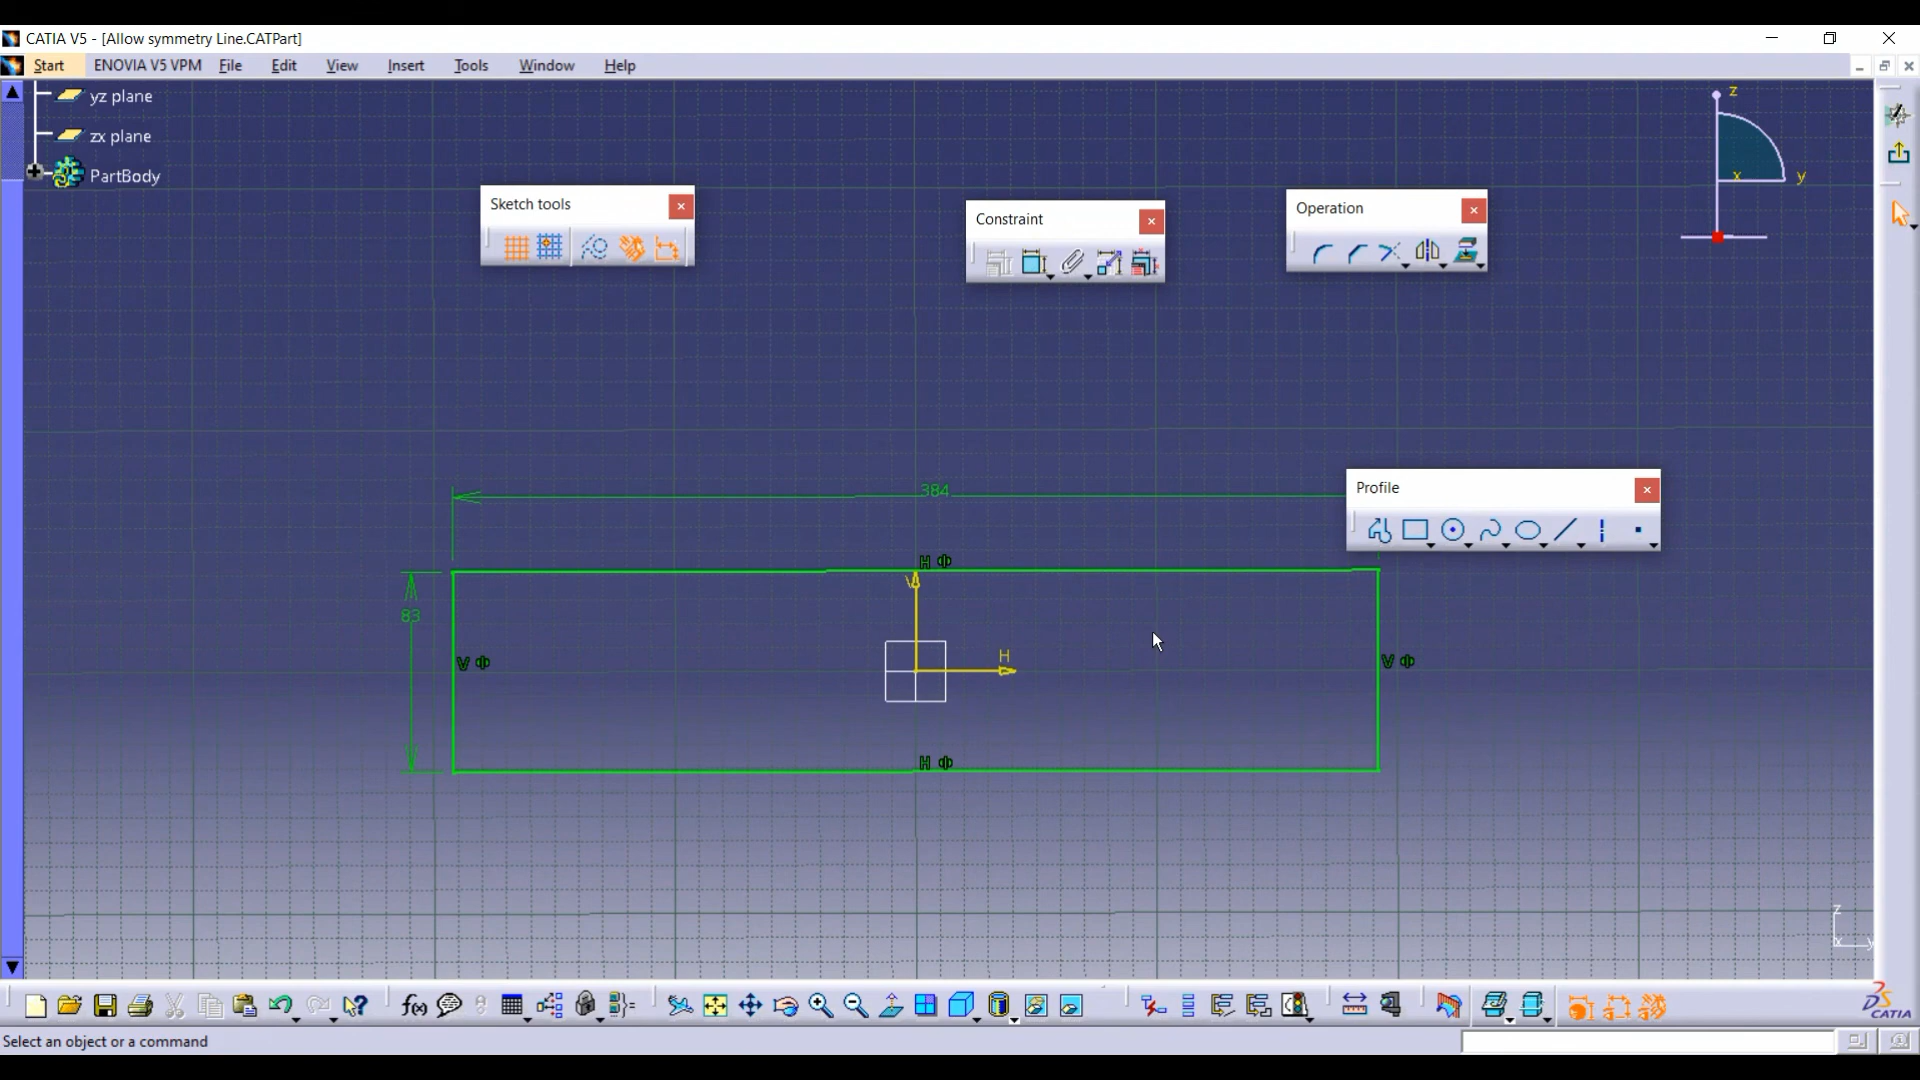 CATIA V5 - [Allow symmetry Line.CATPart]
Start ENOVIA V5 VPM File Edit View Insert Tools Window Help
yz plane
zx plane
PartBody
z
x
y
Sketch tools
Constraint
Operation
Profile
384
H
V
83
V
H
V
H
z
x
y
f(x)
CATIA
Select an object or a command